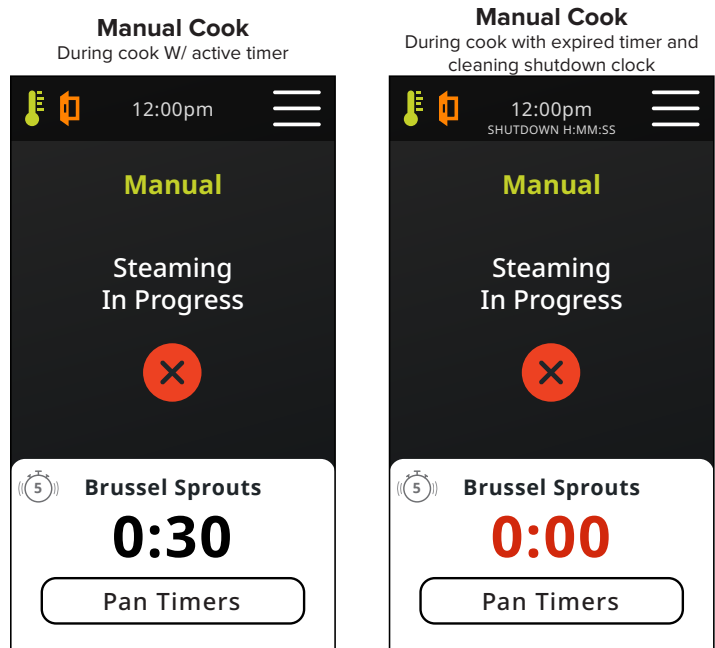 Manual Cook
During cook W/ active timer
12:00pm
Manual
Steaming
In Progress
5
Brussel Sprouts
0:30
Pan Timers
Manual Cook
During cook with expired timer and
cleaning shutdown clock
12:00pm
SHUTDOWN H:MM:SS
Manual
Steaming
In Progress
5
Brussel Sprouts
0:00
Pan Timers